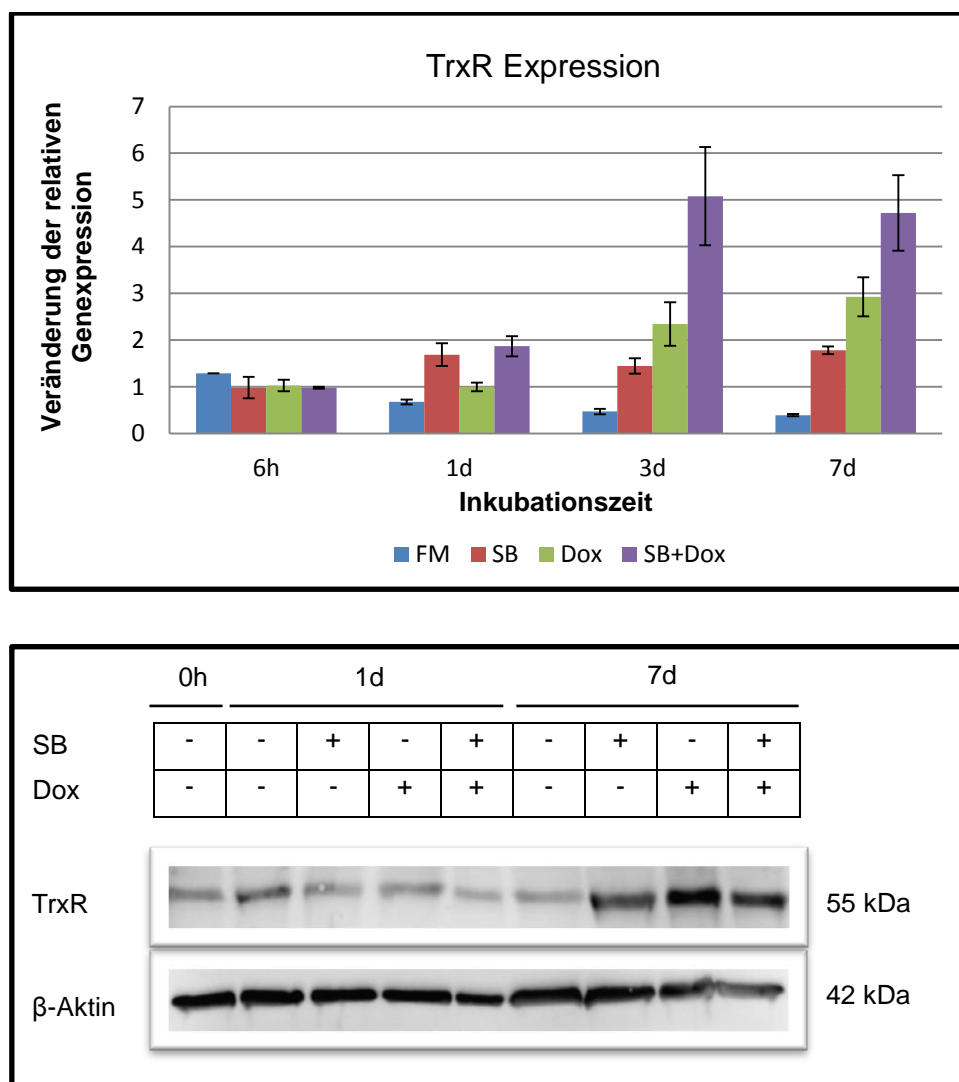 TrxR Expression
Veränderung der relativen
Genexpression
7
6
5
4
3
2
1
0
6h 1d 3d 7d
Inkubationszeit
FM SB Dox SB+Dox
0h 1d 7d
SB - - + - + - + - +
Dox - - - + + - - + +
TrxR 55 kDa
β-Aktin 42 kDa